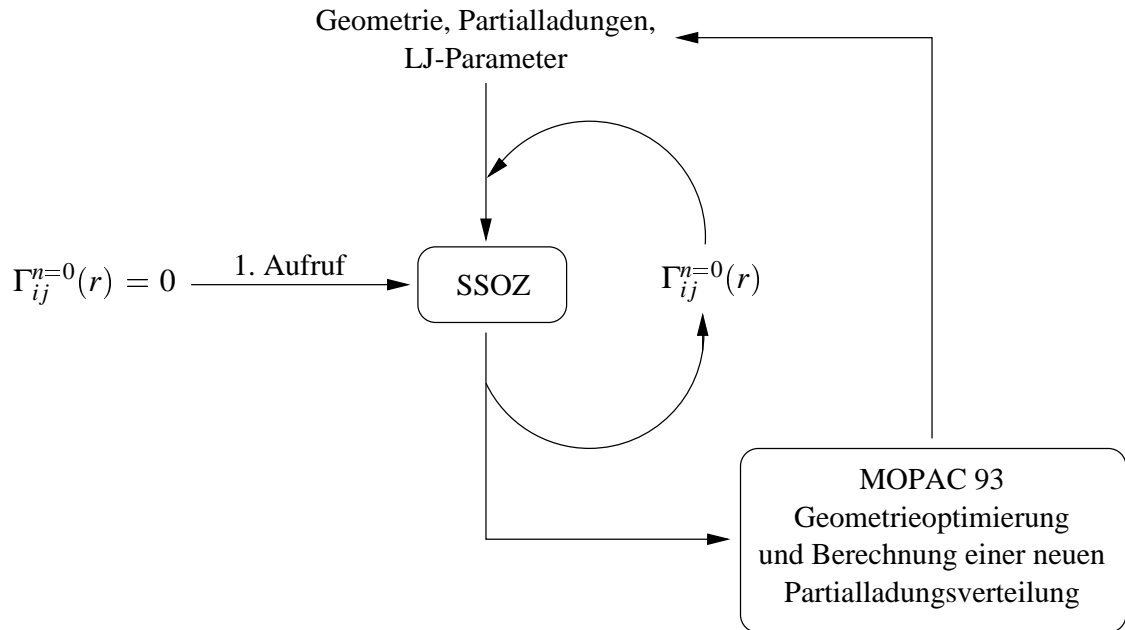 Geometrie, Partialladungen,
LJ-Parameter
1. Aufruf
Γ_{ij}^{n=0}(r) = 0
SSOZ
Γ_{ij}^{n=0}(r)
MOPAC 93
Geometrieoptimierung
und Berechnung einer neuen
Partialladungsverteilung